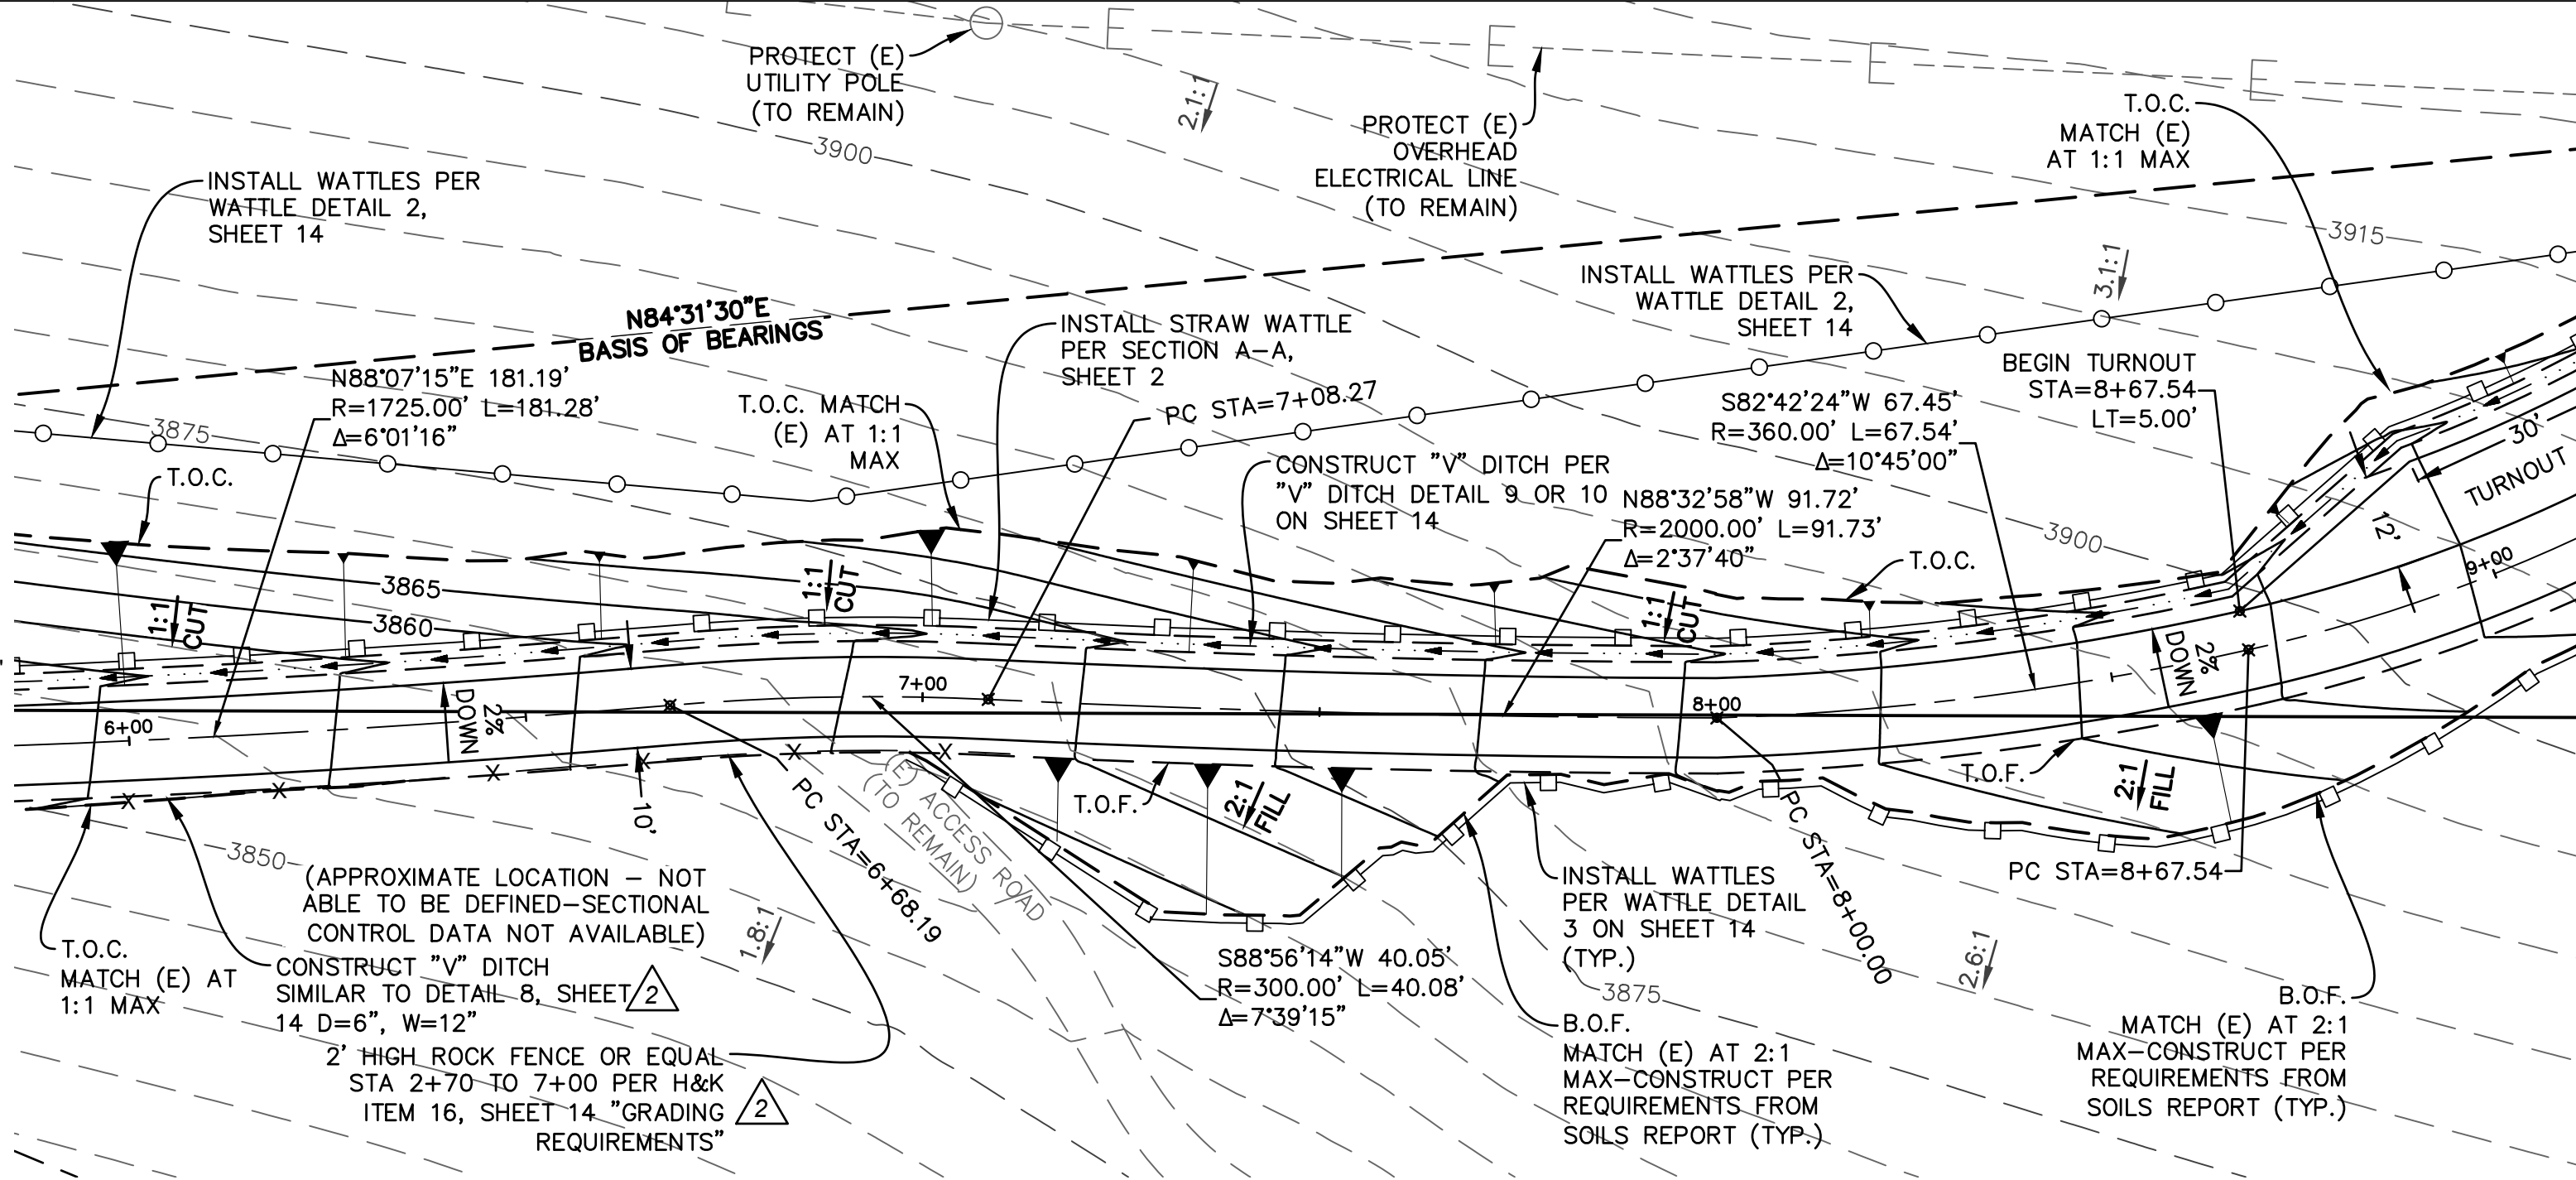 E
E
E
E
PROTECT (E)
UTILITY POLE
(TO REMAIN)
2.1:1
PROTECT (E)
OVERHEAD
ELECTRICAL LINE
(TO REMAIN)
T.O.C.
MATCH (E)
AT 1:1 MAX
3900
INSTALL WATTLES PER
WATTLE DETAIL 2,
SHEET 14
3915
3.1:1
INSTALL WATTLES PER
WATTLE DETAIL 2,
SHEET 14
N84°31'30"E
BASIS OF BEARINGS
INSTALL STRAW WATTLE
PER SECTION A-A,
SHEET 2
BEGIN TURNOUT
STA=8+67.54
LT=5.00'
N88°07'15"E 181.19'
R=1725.00' L=181.28'
Δ=6°01'16"
T.O.C. MATCH
(E) AT 1:1
MAX
PC STA=7+08.27
S82°42'24"W 67.45'
R=360.00' L=67.54'
Δ=10°45'00"
3875
T.O.C.
CONSTRUCT "V" DITCH PER
"V" DITCH DETAIL 9 OR 10
ON SHEET 14
N88°32'58"W 91.72'
R=2000.00' L=91.73'
Δ=2°37'40"
30'
TURNOUT
12'
3900
T.O.C.
9+00
3865
3860
1:1
CUT
1:1
CUT
1:1
CUT
2%
DOWN
2%
DOWN
6+00
7+00
8+00
10'
(E) ACCESS ROAD
(TO REMAIN)
T.O.F.
2:1
FILL
T.O.F.
2:1
FILL
PC STA=6+68.19
PC STA=8+00.00
PC STA=8+67.54
3850
(APPROXIMATE LOCATION – NOT
ABLE TO BE DEFINED-SECTIONAL
CONTROL DATA NOT AVAILABLE)
1.8:1
2.6:1
INSTALL WATTLES
PER WATTLE DETAIL
3 ON SHEET 14
(TYP.)
T.O.C.
MATCH (E) AT
1:1 MAX
CONSTRUCT "V" DITCH
SIMILAR TO DETAIL 8, SHEET
14 D=6", W=12"
2
S88°56'14"W 40.05'
R=300.00' L=40.08'
Δ=7°39'15"
3875
2' HIGH ROCK FENCE OR EQUAL
STA 2+70 TO 7+00 PER H&K
ITEM 16, SHEET 14 "GRADING
REQUIREMENTS"
2
B.O.F.
MATCH (E) AT 2:1
MAX-CONSTRUCT PER
REQUIREMENTS FROM
SOILS REPORT (TYP.)
B.O.F.
MATCH (E) AT 2:1
MAX-CONSTRUCT PER
REQUIREMENTS FROM
SOILS REPORT (TYP.)